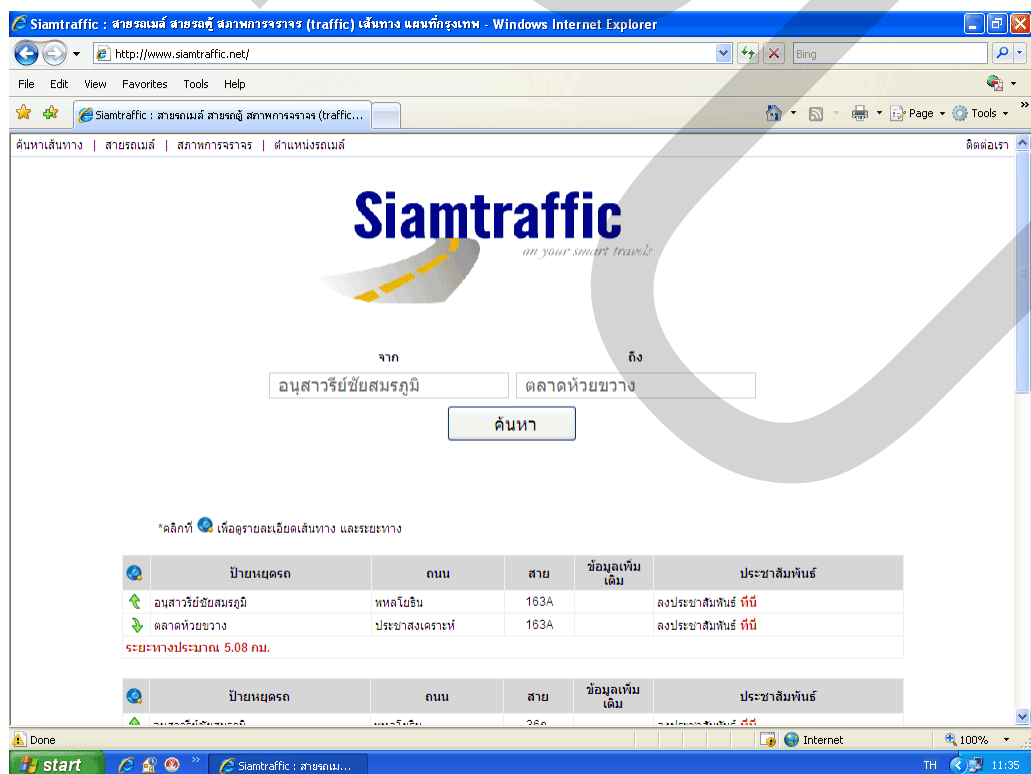 Siamtraffic : สายรถเมล์ สายรถตู้ สภาพการจราจร (traffic) เส้นทาง แผนที่กรุงเทพ - Windows Internet Explorer
http://www.siamtraffic.net/ Bing
File Edit View Favorites Tools Help
Siamtraffic : สายรถเมล์ สายรถตู้ สภาพการจราจร (traffic... Page Tools »
ค้นหาเส้นทาง | สายรถเมล์ | สภาพการจราจร | ตำแหน่งรถเมล์ ติดต่อเรา
Siamtraffic
on your smart travels
จาก ถึง
อนุสาวรีย์ชัยสมรภูมิ ตลาดห้วยขวาง
ค้นหา
*คลิกที่ เพื่อดูรายละเอียดเส้นทาง และระยะทาง
ป้ายหยุดรถ ถนน สาย ข้อมูลเพิ่มเติม ประชาสัมพันธ์
อนุสาวรีย์ชัยสมรภูมิ พหลโยธิน 163A ลงประชาสัมพันธ์ ที่นี่
ตลาดห้วยขวาง ประชาสงเคราะห์ 163A ลงประชาสัมพันธ์ ที่นี่
ระยะทางประมาณ 5.08 กม.
ป้ายหยุดรถ ถนน สาย ข้อมูลเพิ่มเติม ประชาสัมพันธ์
Done Internet 100%
start » Siamtraffic : สายรถเม... TH 11:35